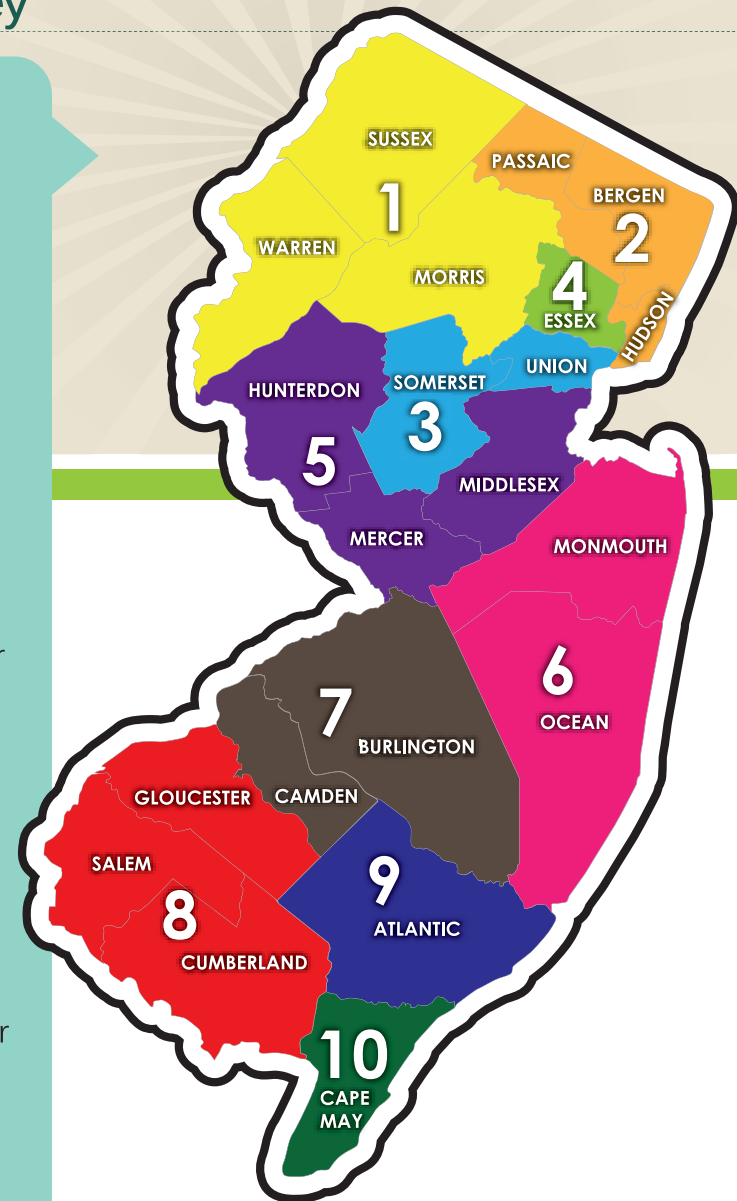 ey
SUSSEX
PASSAIC
BERGEN
1
2
WARREN
MORRIS
4
ESSEX
HUDSON
UNION
HUNTERDON
SOMERSET
3
5
MIDDLESEX
MERCER
MONMOUTH
r
6
7
OCEAN
BURLINGTON
GLOUCESTER
CAMDEN
SALEM
9
8
ATLANTIC
CUMBERLAND
r
10
CAPE
MAY